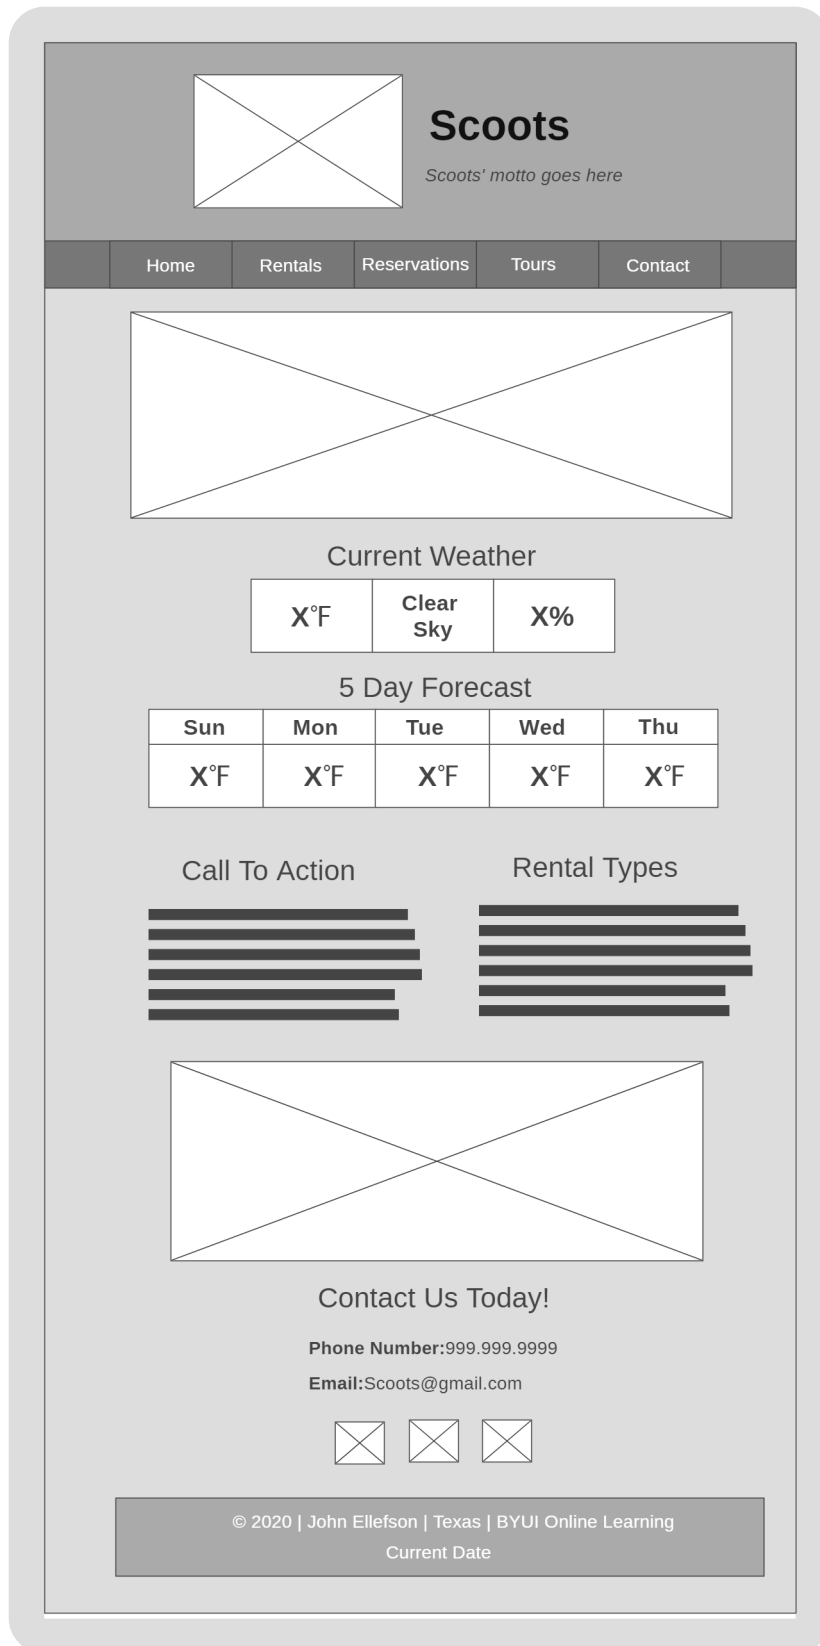 Scoots
Scoots' motto goes here
Home Rentals Reservations Tours Contact
Current Weather
X°F Clear Sky X%
5 Day Forecast
Sun Mon Tue Wed Thu
X°F X°F X°F X°F X°F
Call To Action
Rental Types
Contact Us Today!
Phone Number:999.999.9999
Email:Scoots@gmail.com
© 2020 | John Ellefson | Texas | BYUI Online Learning
Current Date